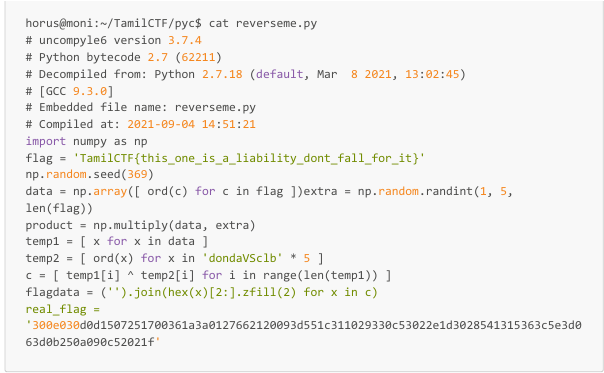 horus@moni:~/TamilCTF/pyc$ cat reverseme.py
# uncompyle6 version 3.7.4
# Python bytecode 2.7 (62211)
# Decompiled from: Python 2.7.18 (default, Mar  8 2021, 13:02:45)
# [GCC 9.3.0]
# Embedded file name: reverseme.py
# Compiled at: 2021-09-04 14:51:21
import numpy as np
flag = 'TamilCTF{this_one_is_a_liability_dont_fall_for_it}'
np.random.seed(369)
data = np.array([ ord(c) for c in flag ])extra = np.random.randint(1, 5,
len(flag))
product = np.multiply(data, extra)
temp1 = [ x for x in data ]
temp2 = [ ord(x) for x in 'dondaVSclb' * 5 ]
c = [ temp1[i] ^ temp2[i] for i in range(len(temp1)) ]
flagdata = ('').join(hex(x)[2:].zfill(2) for x in c)
real_flag =
'300e030d0d1507251700361a3a0127662120093d551c311029330c53022e1d3028541315363c5e3d0
63d0b250a090c52021f'